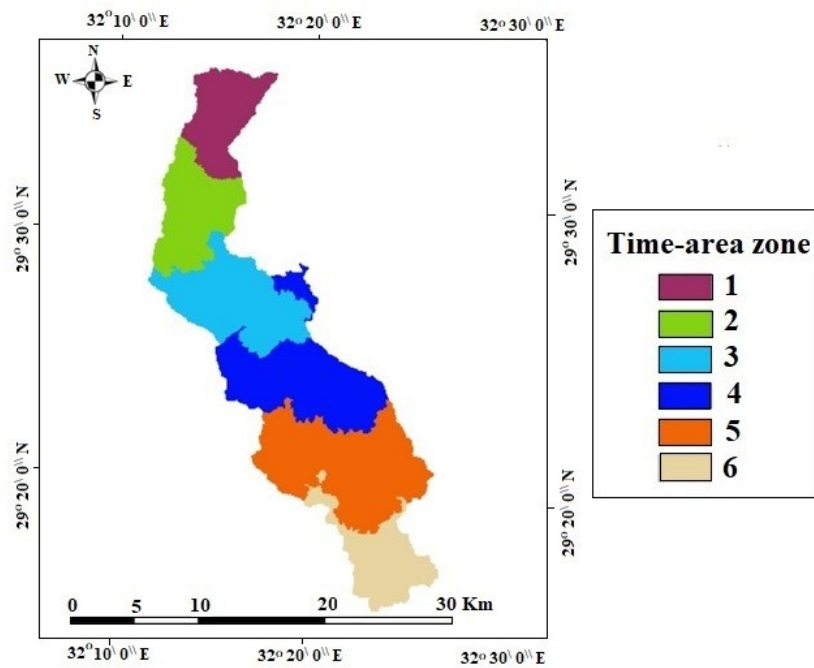 32° 10\ 0\\ E 32° 20\ 0\\ E 32° 30\ 0\\ E
N
W E
S
29° 30\ 0\\ N
29° 20\ 0\\ N
29° 30\ 0\\ N
29° 20\ 0\\ N
Time-area zone
1
2
3
4
5
6
0 5 10 20 30 Km
32° 10\ 0\\ E 32° 20\ 0\\ E 32° 30\ 0\\ E